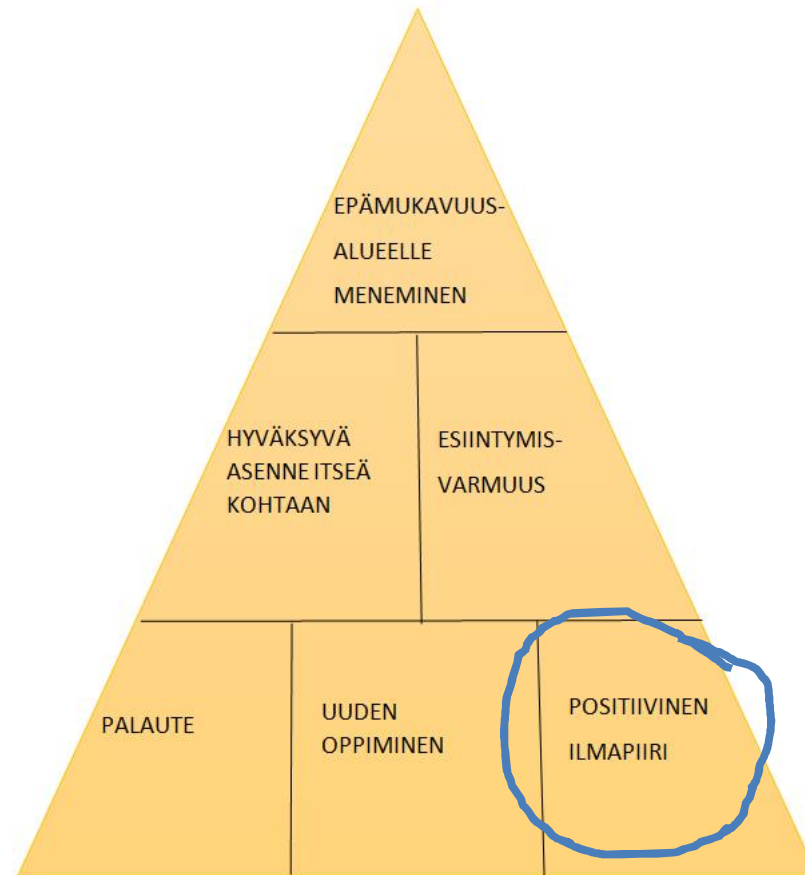 EPÄMUKAVUUS-
ALUEELLE
MENEMINEN
HYVÄKSYVÄ
ASENNE ITSEÄ
KOHTAAN
ESIINTYMIS-
VARMUUS
PALAUTE
UUDEN
OPPIMINEN
POSITIIVINEN
ILMAPIIRI